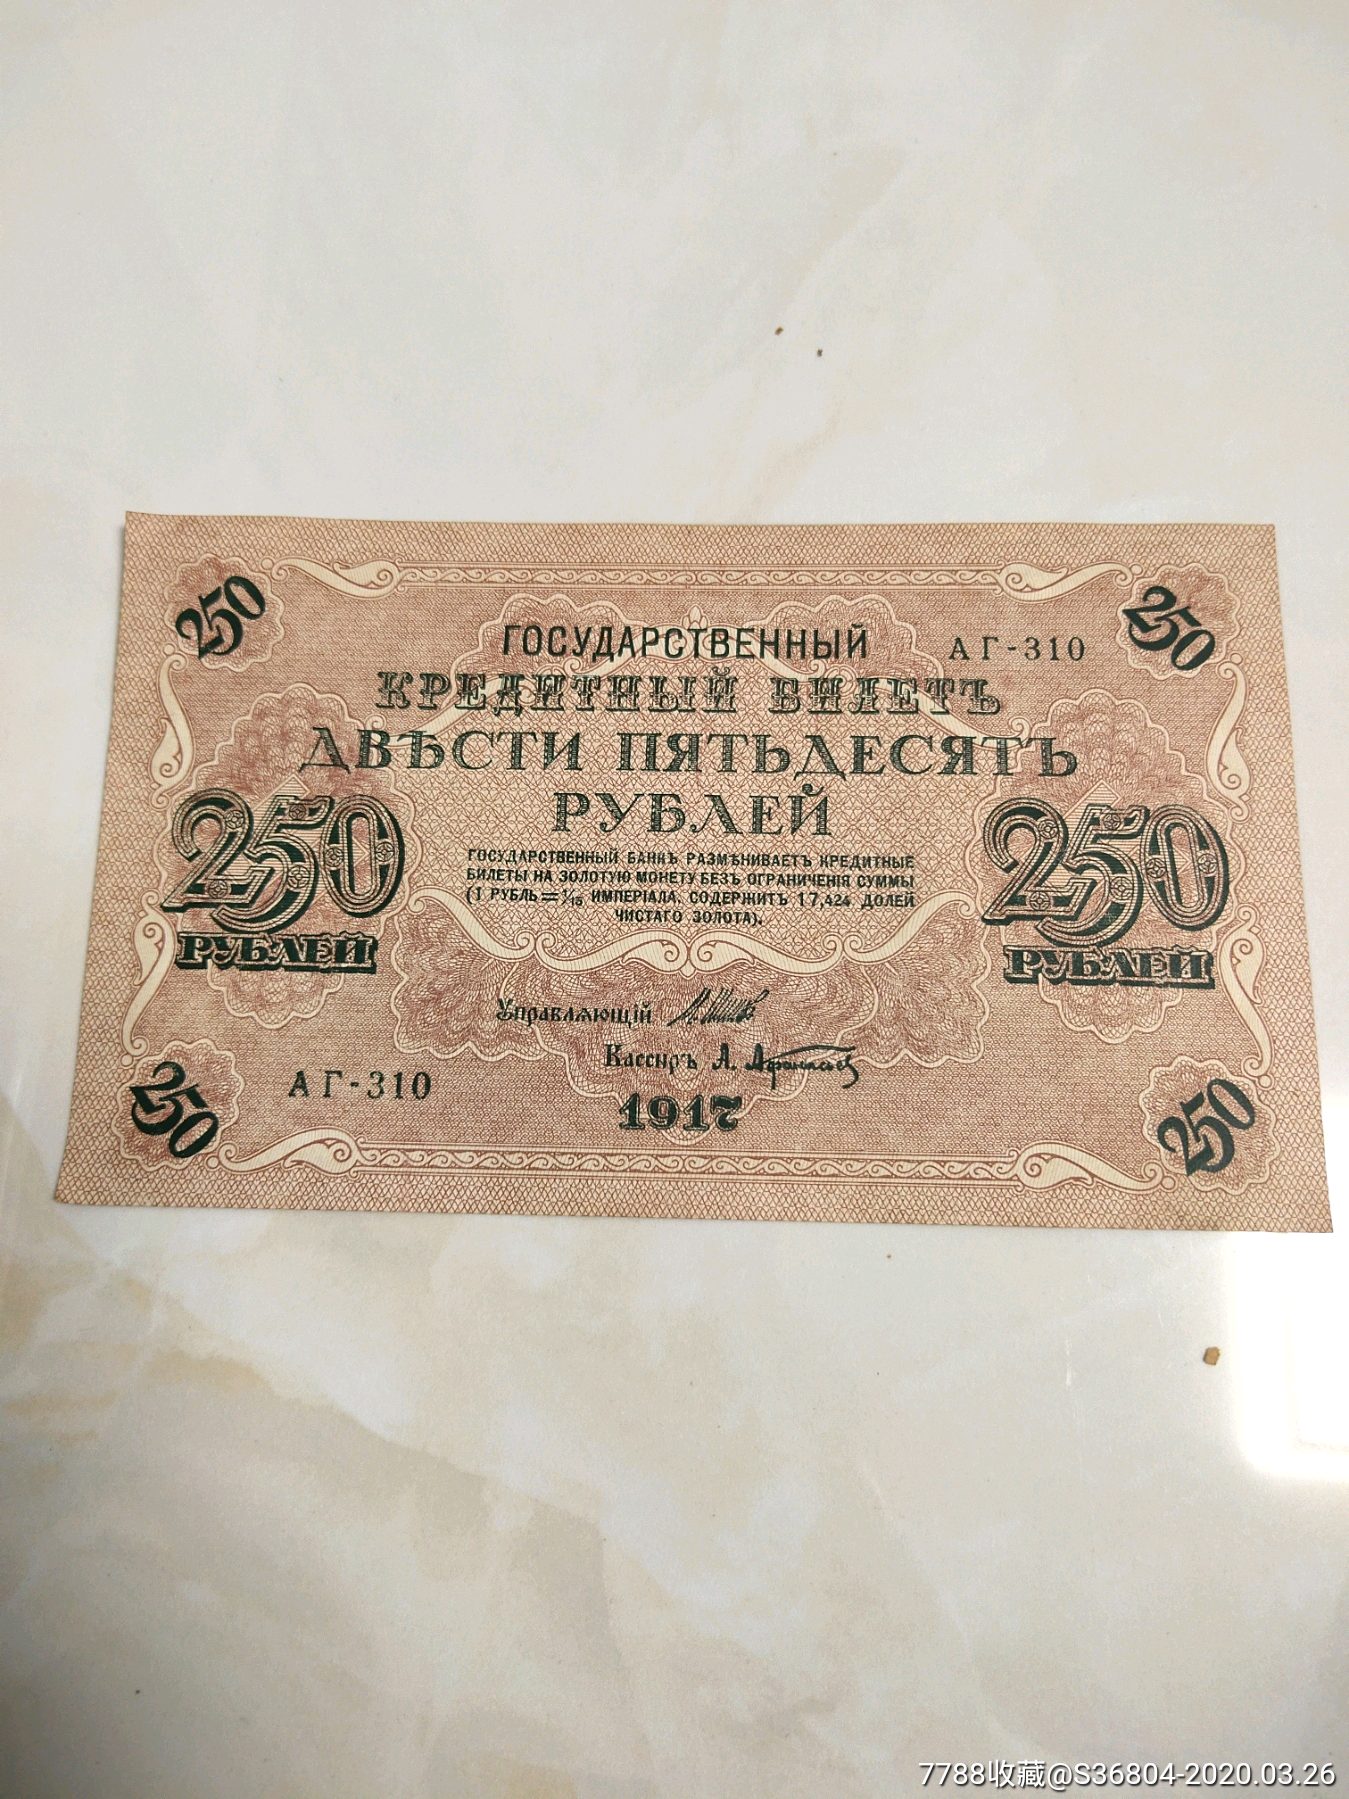 250
250
ГОСУДАРСТВЕННЫЙ
АГ-310
КРЕДИТНЫЙ БИЛЕТЪ
ДВѢСТИ ПЯТЬДЕСЯТЪ
РУБЛЕЙ
250
РУБЛЕЙ
250
РУБЛЕЙ
ГОСУДАРСТВЕННЫЙ БАНКЪ РАЗМѢНИВАЕТЪ КРЕДИТНЫЕ
БИЛЕТЫ НА ЗОЛОТУЮ МОНЕТУ БЕЗЪ ОГРАНИЧЕНІЯ СУММЫ
(1 РУБЛЬ = 1/15 ИМПЕРІАЛА, СОДЕРЖИТЪ 17,424 ДОЛЕЙ
ЧИСТАГО ЗОЛОТА).
Управляющій
Кассиръ А. Афанасьев
АГ-310
1917
250
250
7788收藏@S36804-2020.03.26